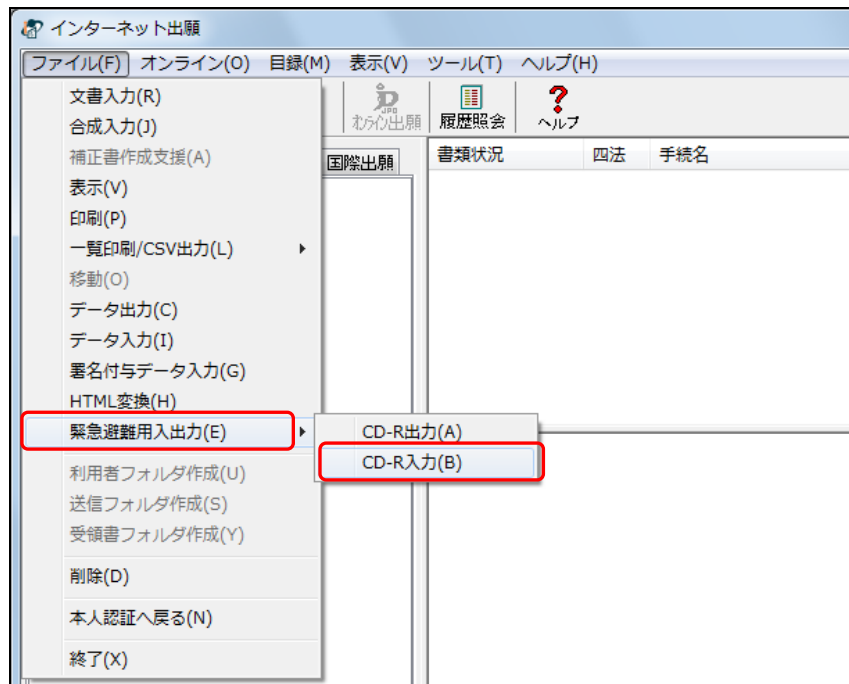 インターネット出願
ファイル(F) オンライン(O) 目録(M) 表示(V) ツール(T) ヘルプ(H)
文書入力(R)
合成入力(J)
補正書作成支援(A)
表示(V)
印刷(P)
一覧印刷/CSV出力(L)
移動(O)
データ出力(C)
データ入力(I)
署名付与データ入力(G)
HTML変換(H)
緊急避難用入出力(E)
利用者フォルダ作成(U)
送信フォルダ作成(S)
受領書フォルダ作成(Y)
削除(D)
本人認証へ戻る(N)
終了(X)
CD-R出力(A)
CD-R入力(B)
JPO
ｵﾝﾗｲﾝ出願 履歴照会 ヘルプ
国際出願
書類状況 四法 手続名